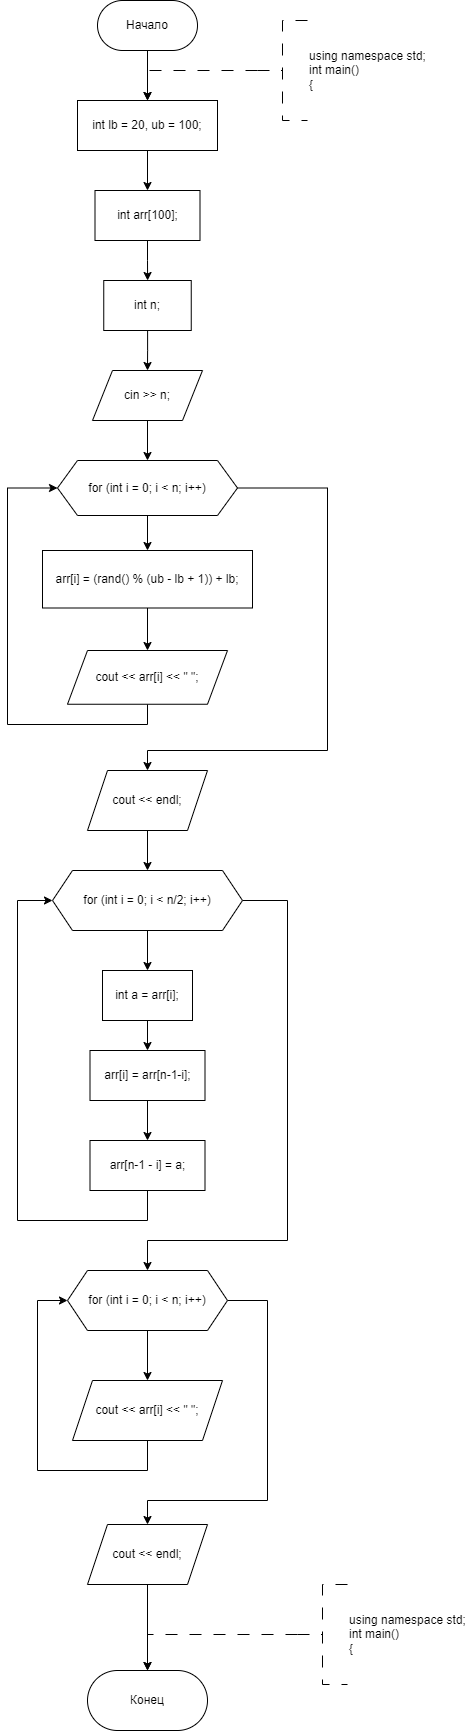 Начало
using namespace std;
int main()
{
int lb = 20, ub = 100;
int arr[100];
int n;
cin >> n;
for (int i = 0; i < n; i++)
arr[i] = (rand() % (ub - lb + 1)) + lb;
cout << arr[i] << " ";
cout << endl;
for (int i = 0; i < n/2; i++)
int a = arr[i];
arr[i] = arr[n-1-i];
arr[n-1 - i] = a;
for (int i = 0; i < n; i++)
cout << arr[i] << " ";
cout << endl;
using namespace std;
int main()
{
Конец